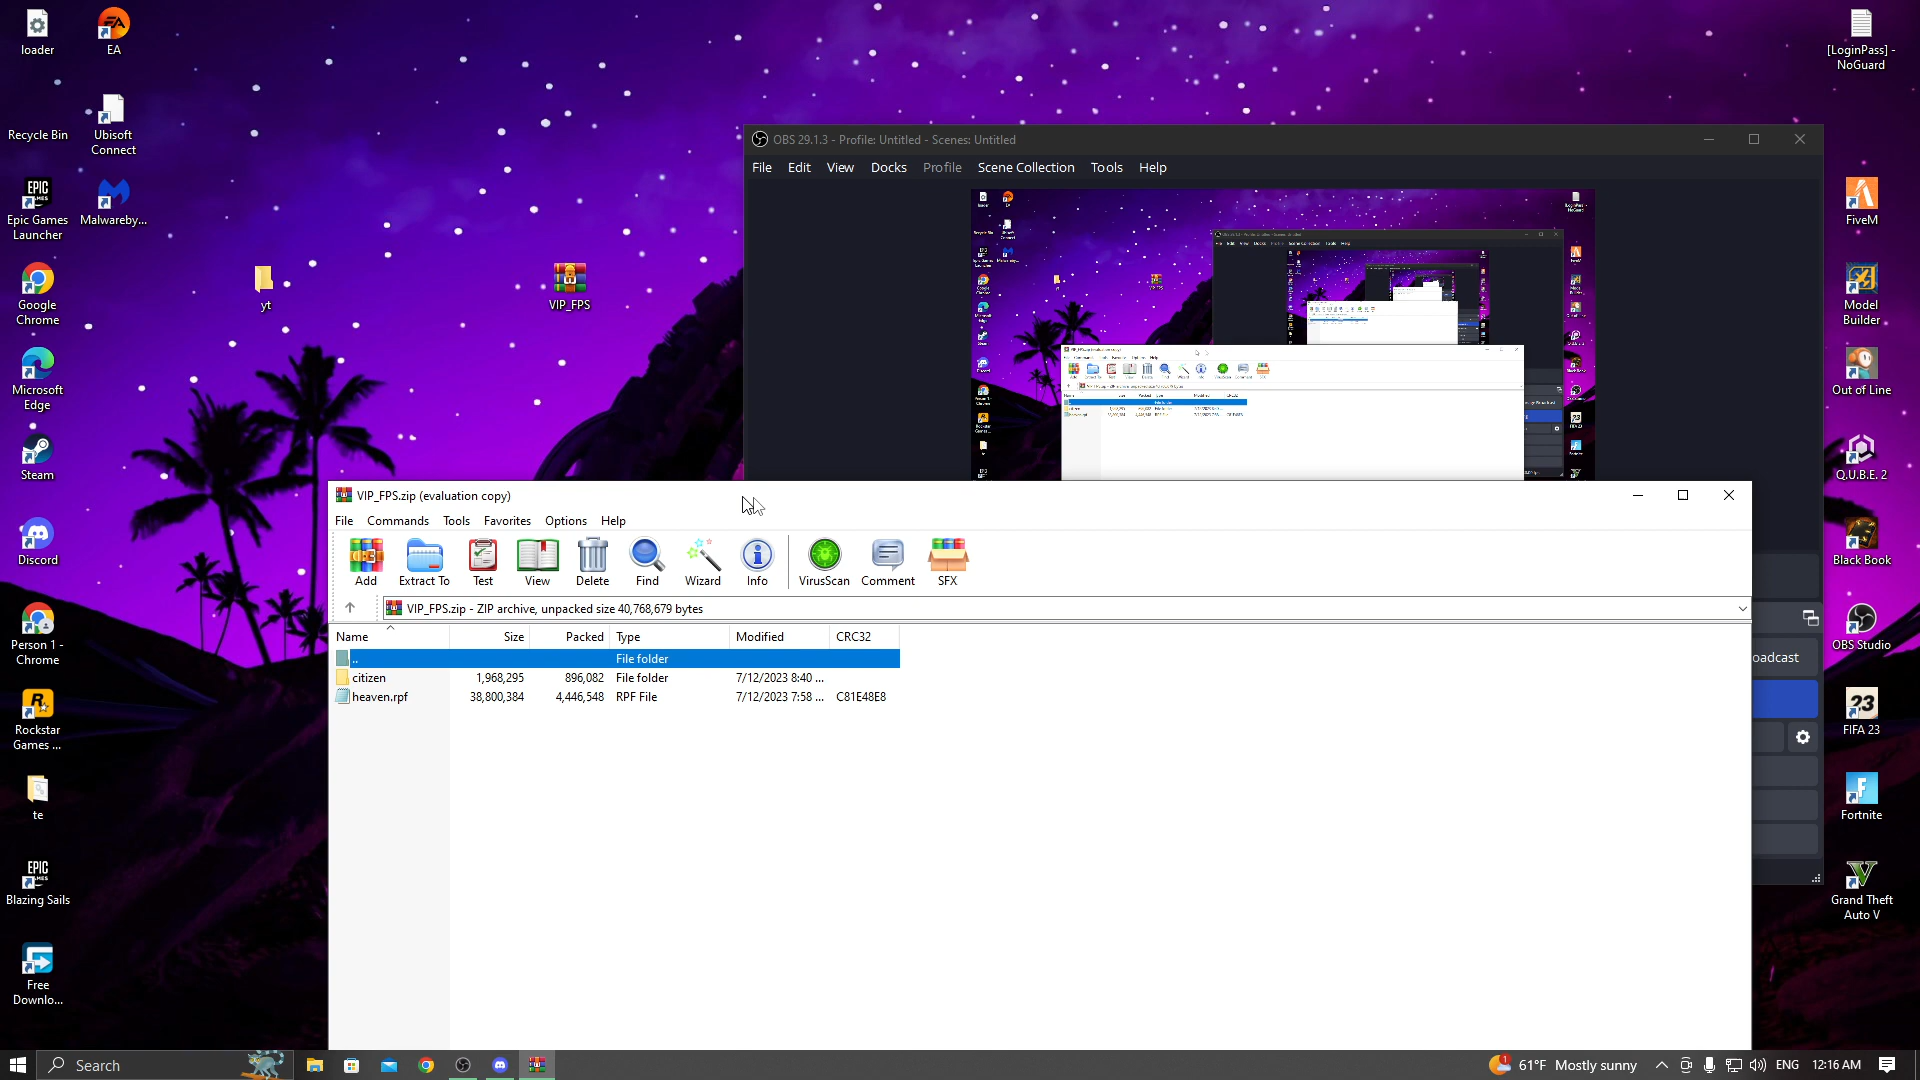 loader
EA
Recycle Bin
Ubisoft
Connect
EPIC
GAMES
Epic Games
Launcher
Malwareby...
Google
Chrome
yt
VIP_FPS
Microsoft
Edge
Steam
Discord
Person 1 -
Chrome
Rockstar
Games ...
te
EPIC
GAMES
Blazing Sails
Free
Downlo...
[LoginPass] -
NoGuard
FiveM
Model
Builder
Out of Line
Q.U.B.E. 2
Black Book
OBS Studio
23
FIFA 23
Fortnite
Grand Theft
Auto V
OBS 29.1.3 - Profile: Untitled - Scenes: Untitled
File Edit View Docks Profile Scene Collection Tools Help
oadcast
VIP_FPS.zip (evaluation copy)
File Commands Tools Favorites Options Help
Add Extract To Test View Delete Find Wizard Info VirusScan Comment SFX
VIP_FPS.zip - ZIP archive, unpacked size 40,768,679 bytes
Name Size Packed Type Modified CRC32
.. File folder
citizen 1,968,295 896,082 File folder 7/12/2023 8:40 ...
heaven.rpf 38,800,384 4,446,548 RPF File 7/12/2023 7:58 ... C81E48E8
Search
1 61°F Mostly sunny ENG 12:16 AM